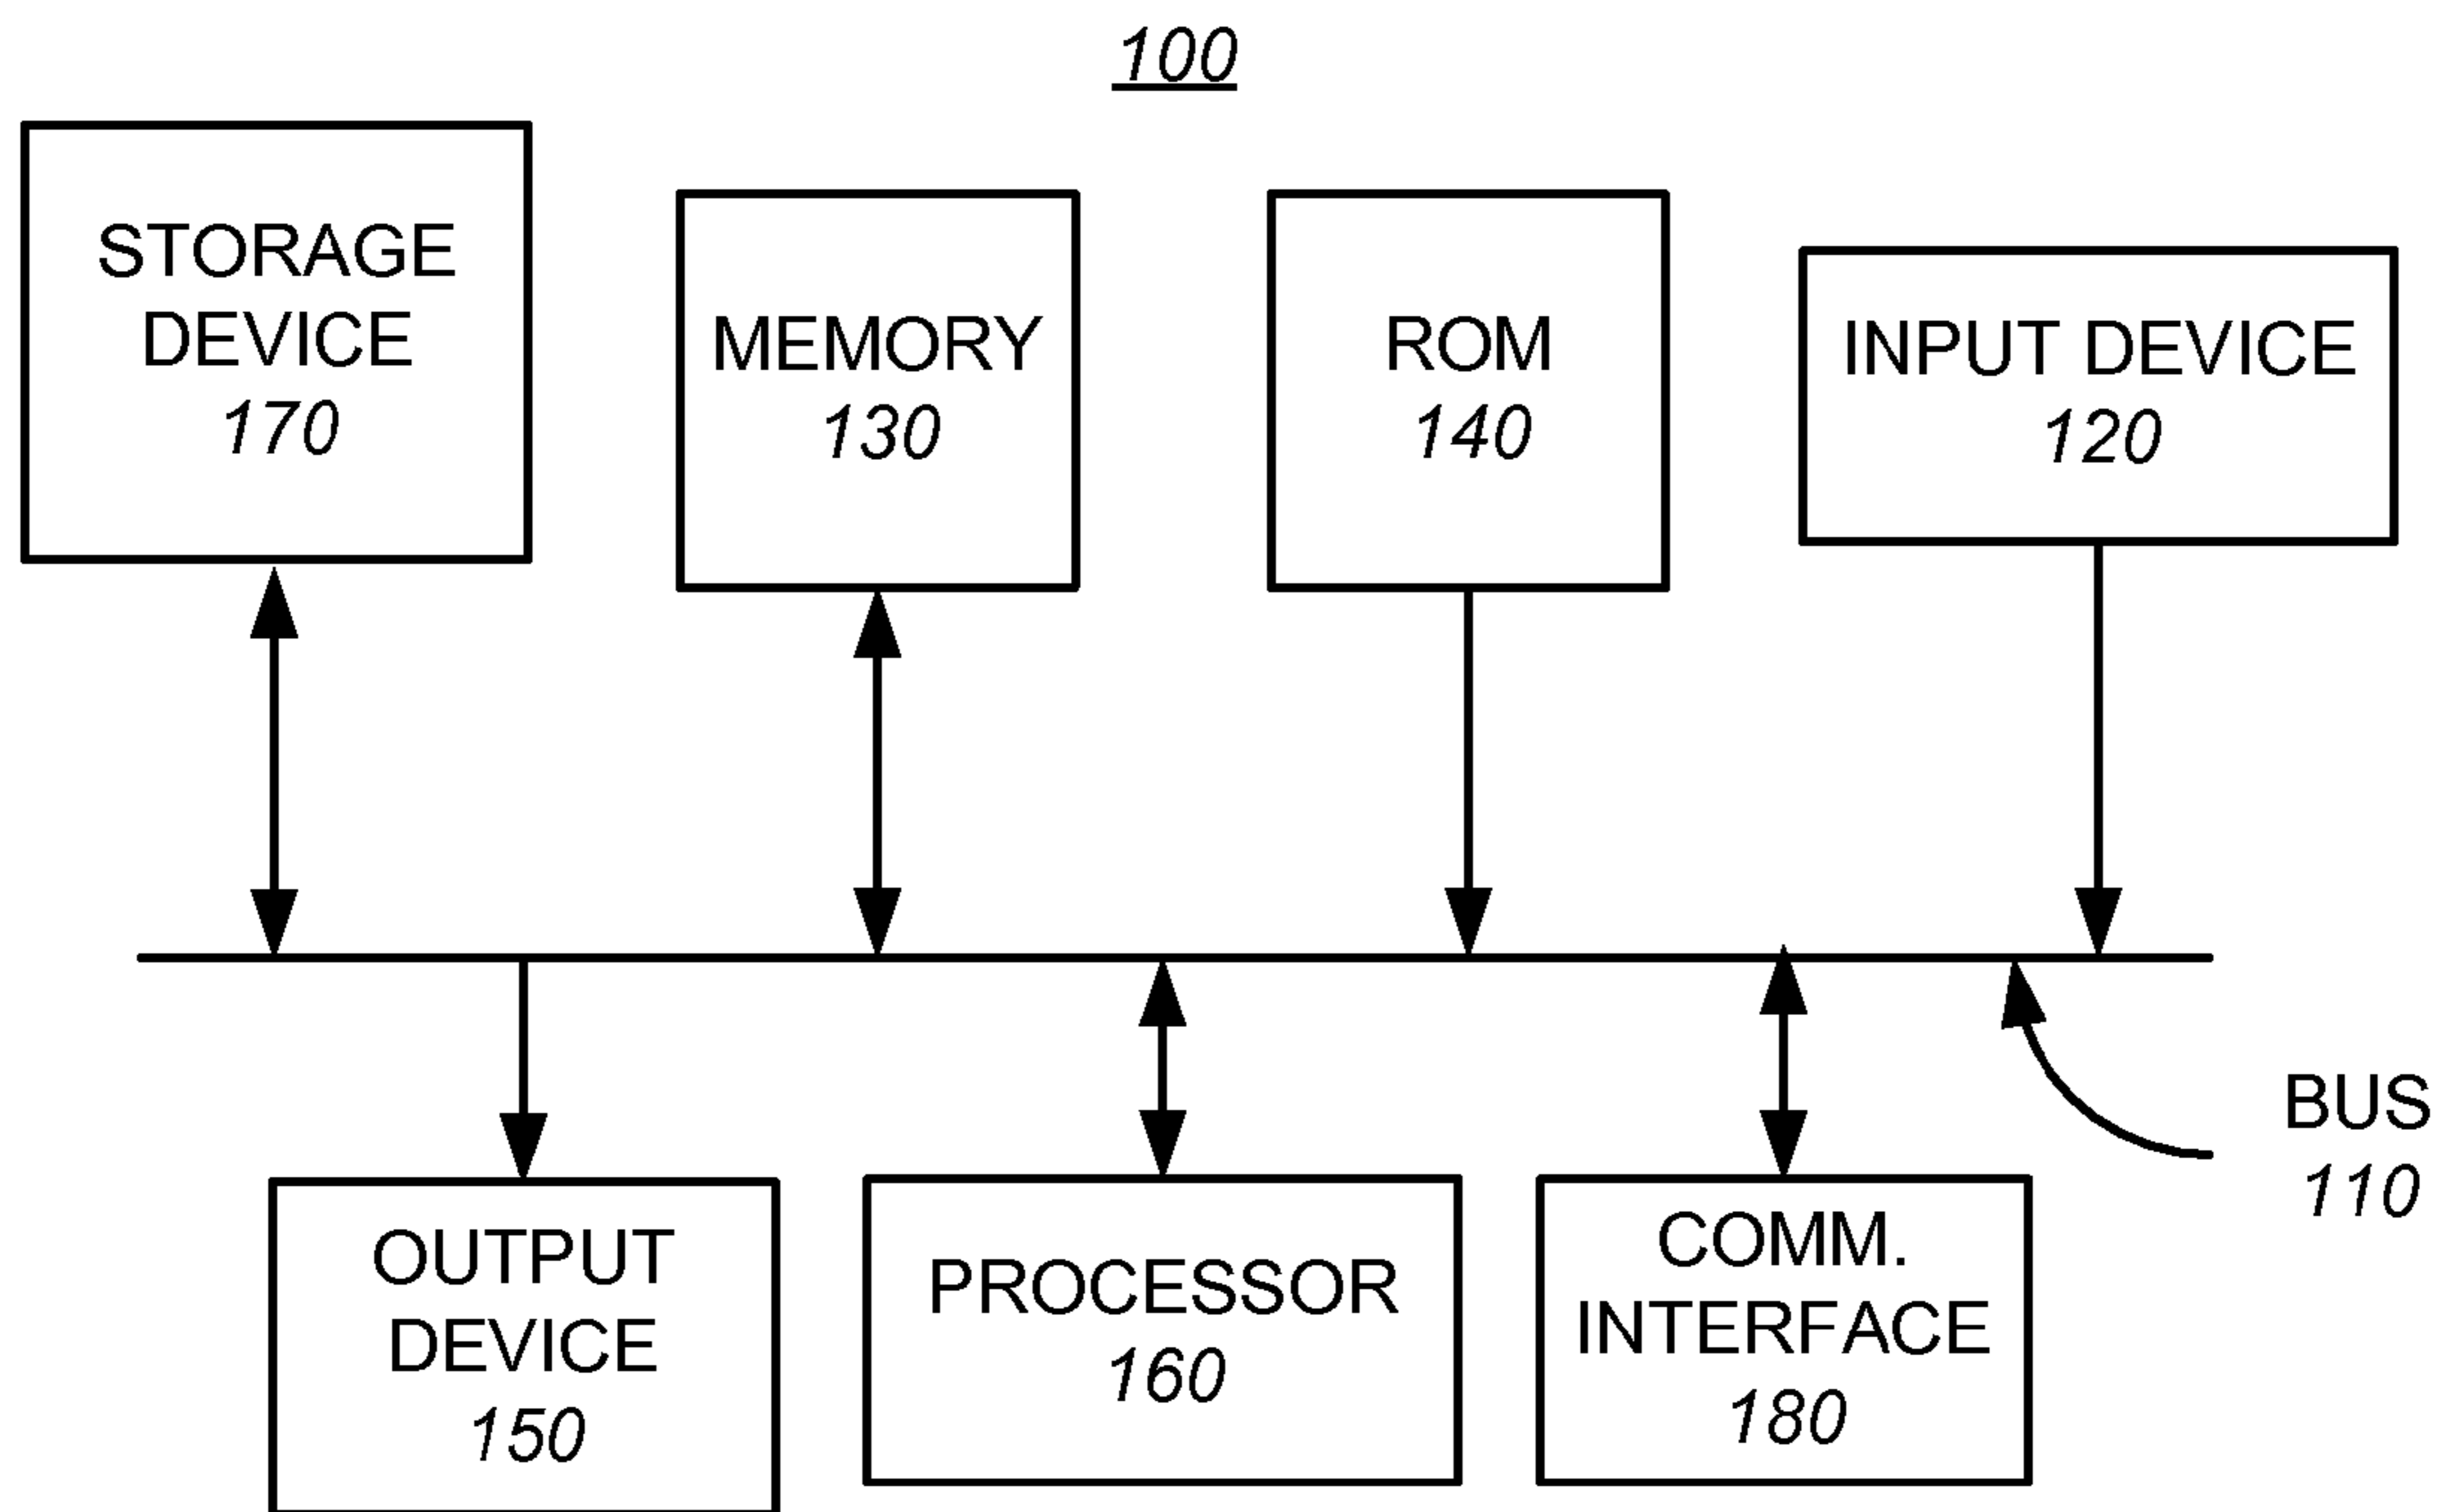 100
STORAGE
DEVICE
170
MEMORY
130
ROM
140
INPUT DEVICE
120
BUS
110
OUTPUT
DEVICE
150
PROCESSOR
160
COMM.
INTERFACE
180